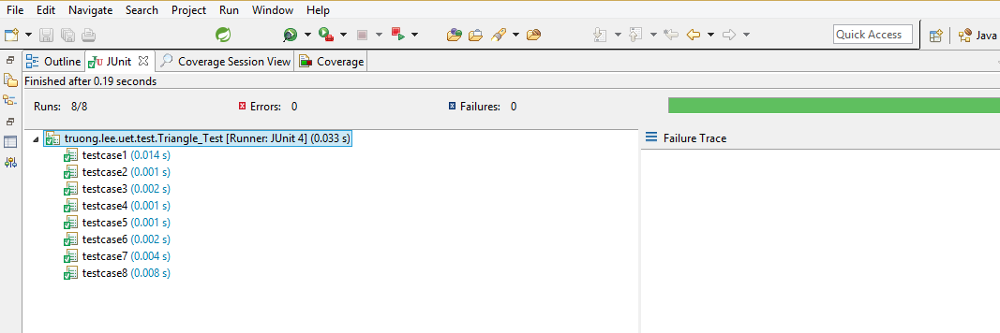 File Edit Navigate Search Project Run Window Help
Quick Access Java
Outline JUnit Coverage Session View Coverage
Finished after 0.19 seconds
Runs: 8/8 Errors: 0 Failures: 0
truong.lee.uet.test.Triangle_Test [Runner: JUnit 4] (0.033 s) Failure Trace
testcase1 (0.014 s)
testcase2 (0.001 s)
testcase3 (0.002 s)
testcase4 (0.001 s)
testcase5 (0.001 s)
testcase6 (0.002 s)
testcase7 (0.004 s)
testcase8 (0.008 s)